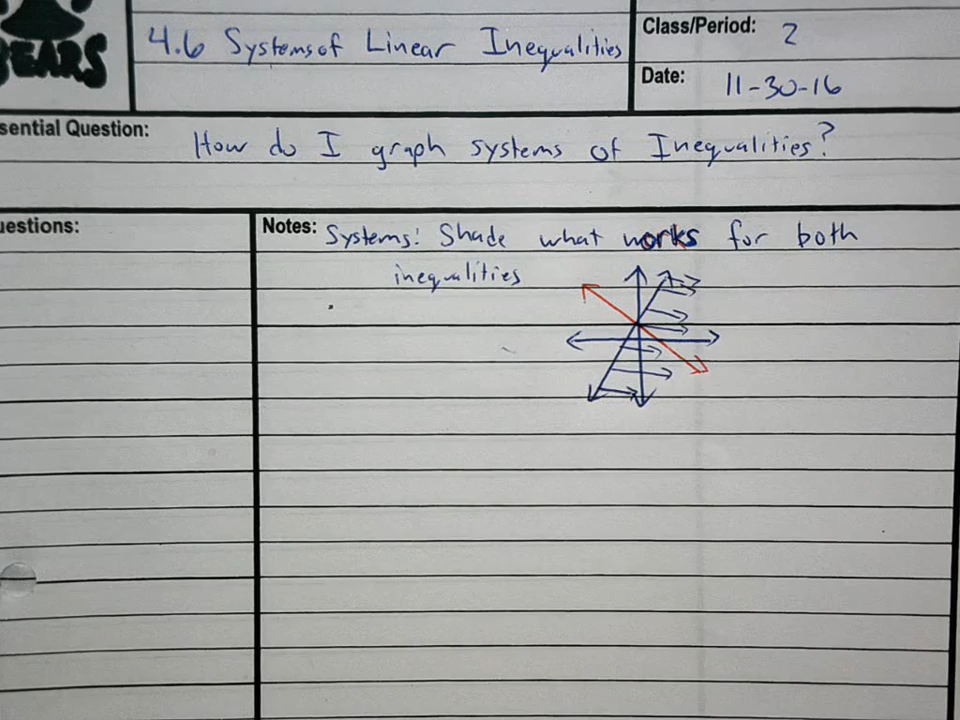 BEARS
4.6 Systems of Linear Inequalities
Class/Period: 2
Date: 11-30-16
sential Question: How do I graph systems of Inequalities?
uestions:
Notes: Systems: Shade what works for both
inequalities